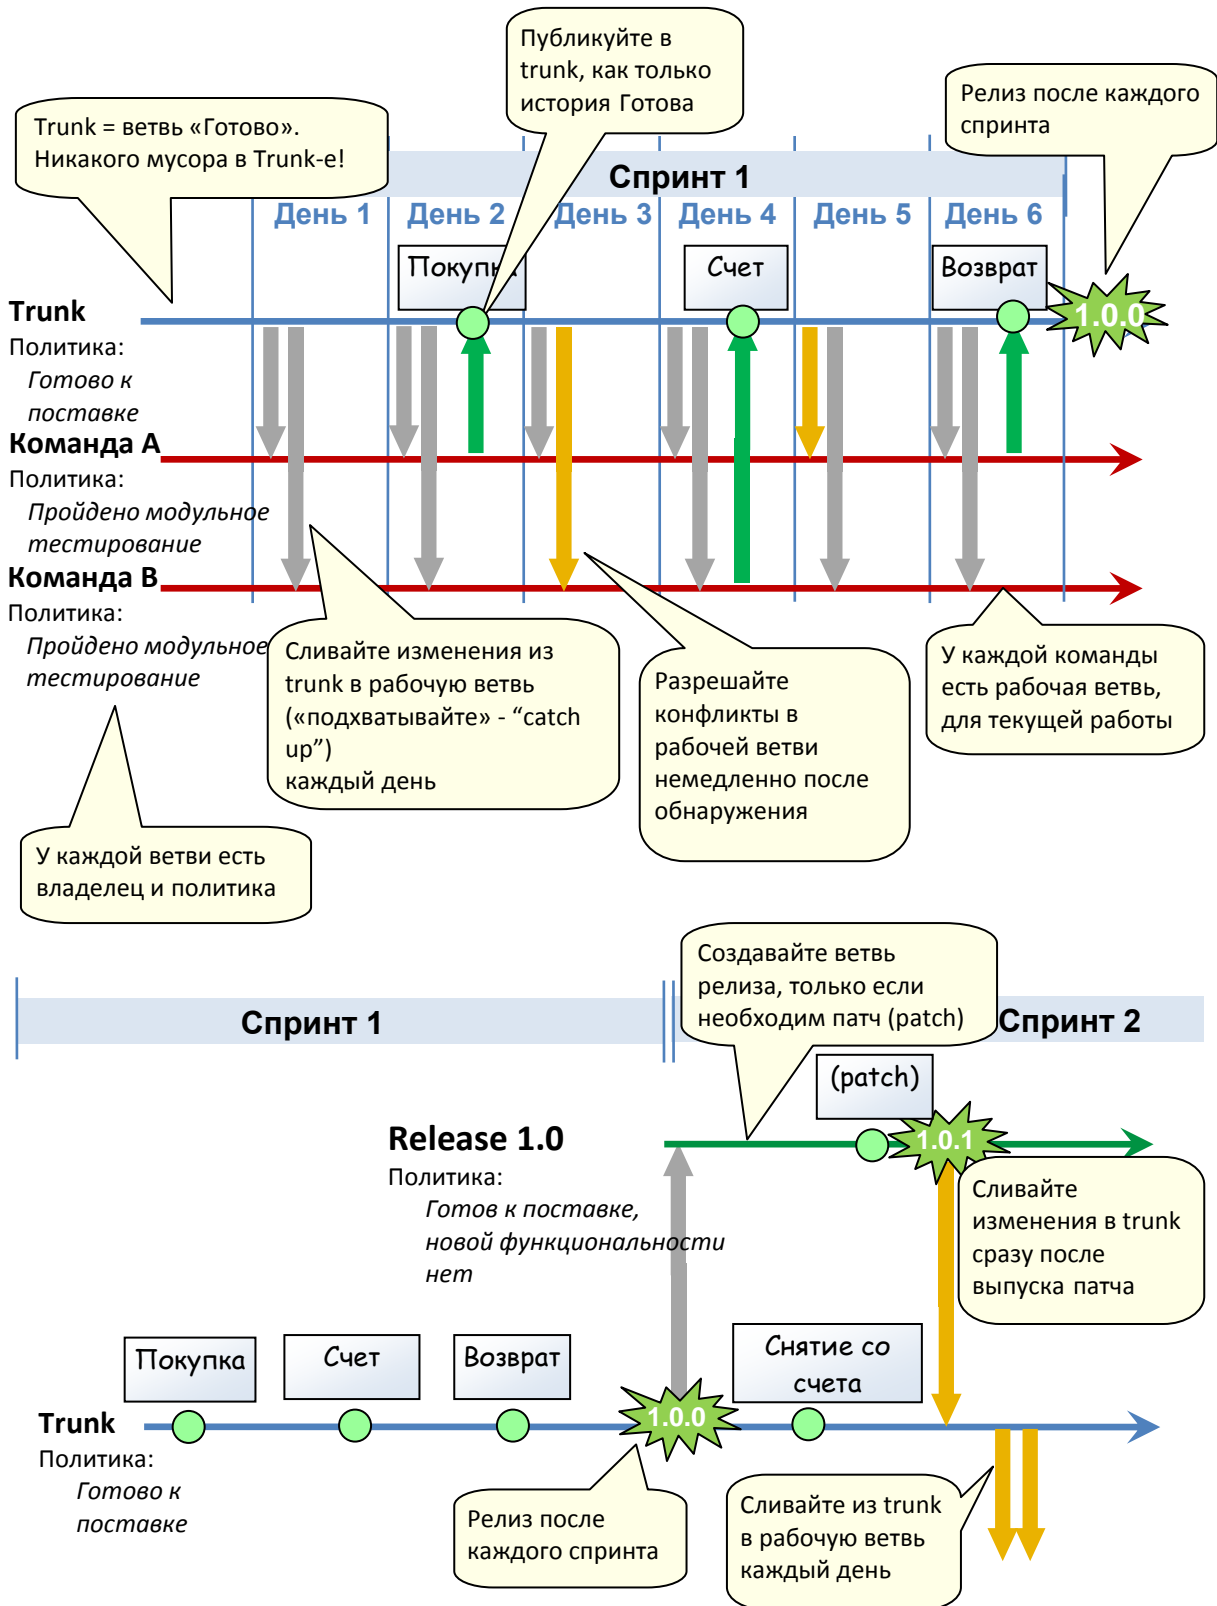 Публикуйте в
trunk, как только
история Готова
Релиз после каждого
спринта
Trunk = ветвь «Готово».
Никакого мусора в Trunk-е!
Спринт 1
День 1
День 2
День 3
День 4
День 5
День 6
Покупка
Счет
Возврат
Trunk
1.0.0
Политика:
Готово к
поставке
Команда A
Политика:
Пройдено модульное
тестирование
Команда B
Политика:
Пройдено модульное
тестирование
Сливайте изменения из
trunk в рабочую ветвь
(«подхватывайте» - “catch
up”)
каждый день
Разрешайте
конфликты в
рабочей ветви
немедленно после
обнаружения
У каждой команды
есть рабочая ветвь,
для текущей работы
У каждой ветви есть
владелец и политика
Создавайте ветвь
релиза, только если
необходим патч (patch)
Спринт 1
Спринт 2
(patch)
Release 1.0
1.0.1
Политика:
Готов к поставке,
новой функциональности
нет
Сливайте
изменения в trunk
сразу после
выпуска патча
Покупка
Счет
Возврат
Снятие со
счета
Trunk
1.0.0
Политика:
Готово к
поставке
Релиз после
каждого спринта
Сливайте из trunk
в рабочую ветвь
каждый день